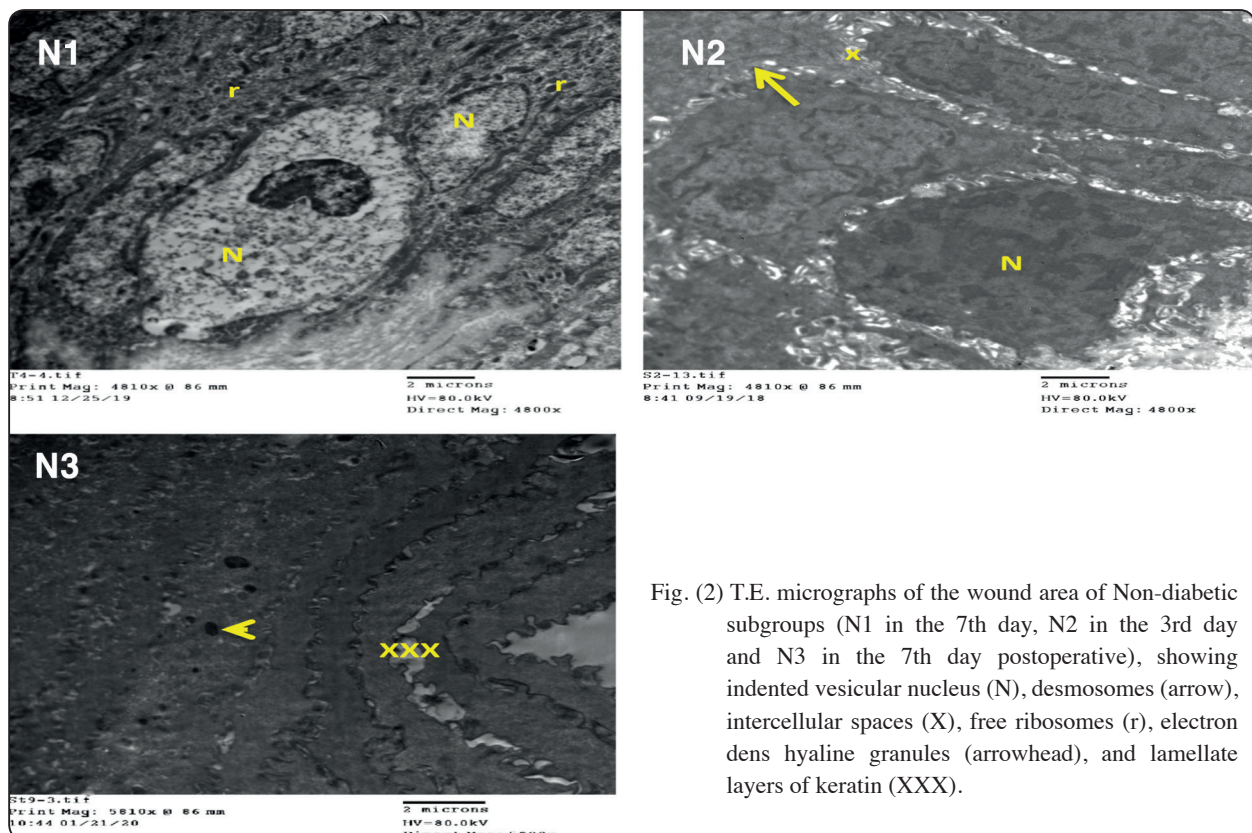 N1
r
r
N
N
T4-4.tif
Print Mag: 4810x @ 86 mm
8:51 12/25/19
2 microns
HV=80.0kV
Direct Mag: 4800x
N2
x
N
S2-13.tif
Print Mag: 4810x @ 86 mm
8:41 09/19/18
2 microns
HV=80.0kV
Direct Mag: 4800x
N3
XXX
St9-3.tif
Print Mag: 5810x @ 86 mm
10:44 01/21/20
2 microns
HV=80.0kV
Fig. (2) T.E. micrographs of the wound area of Non-diabetic
subgroups (N1 in the 7th day, N2 in the 3rd day
and N3 in the 7th day postoperative), showing
indented vesicular nucleus (N), desmosomes (arrow),
intercellular spaces (X), free ribosomes (r), electron
dens hyaline granules (arrowhead), and lamellate
layers of keratin (XXX).